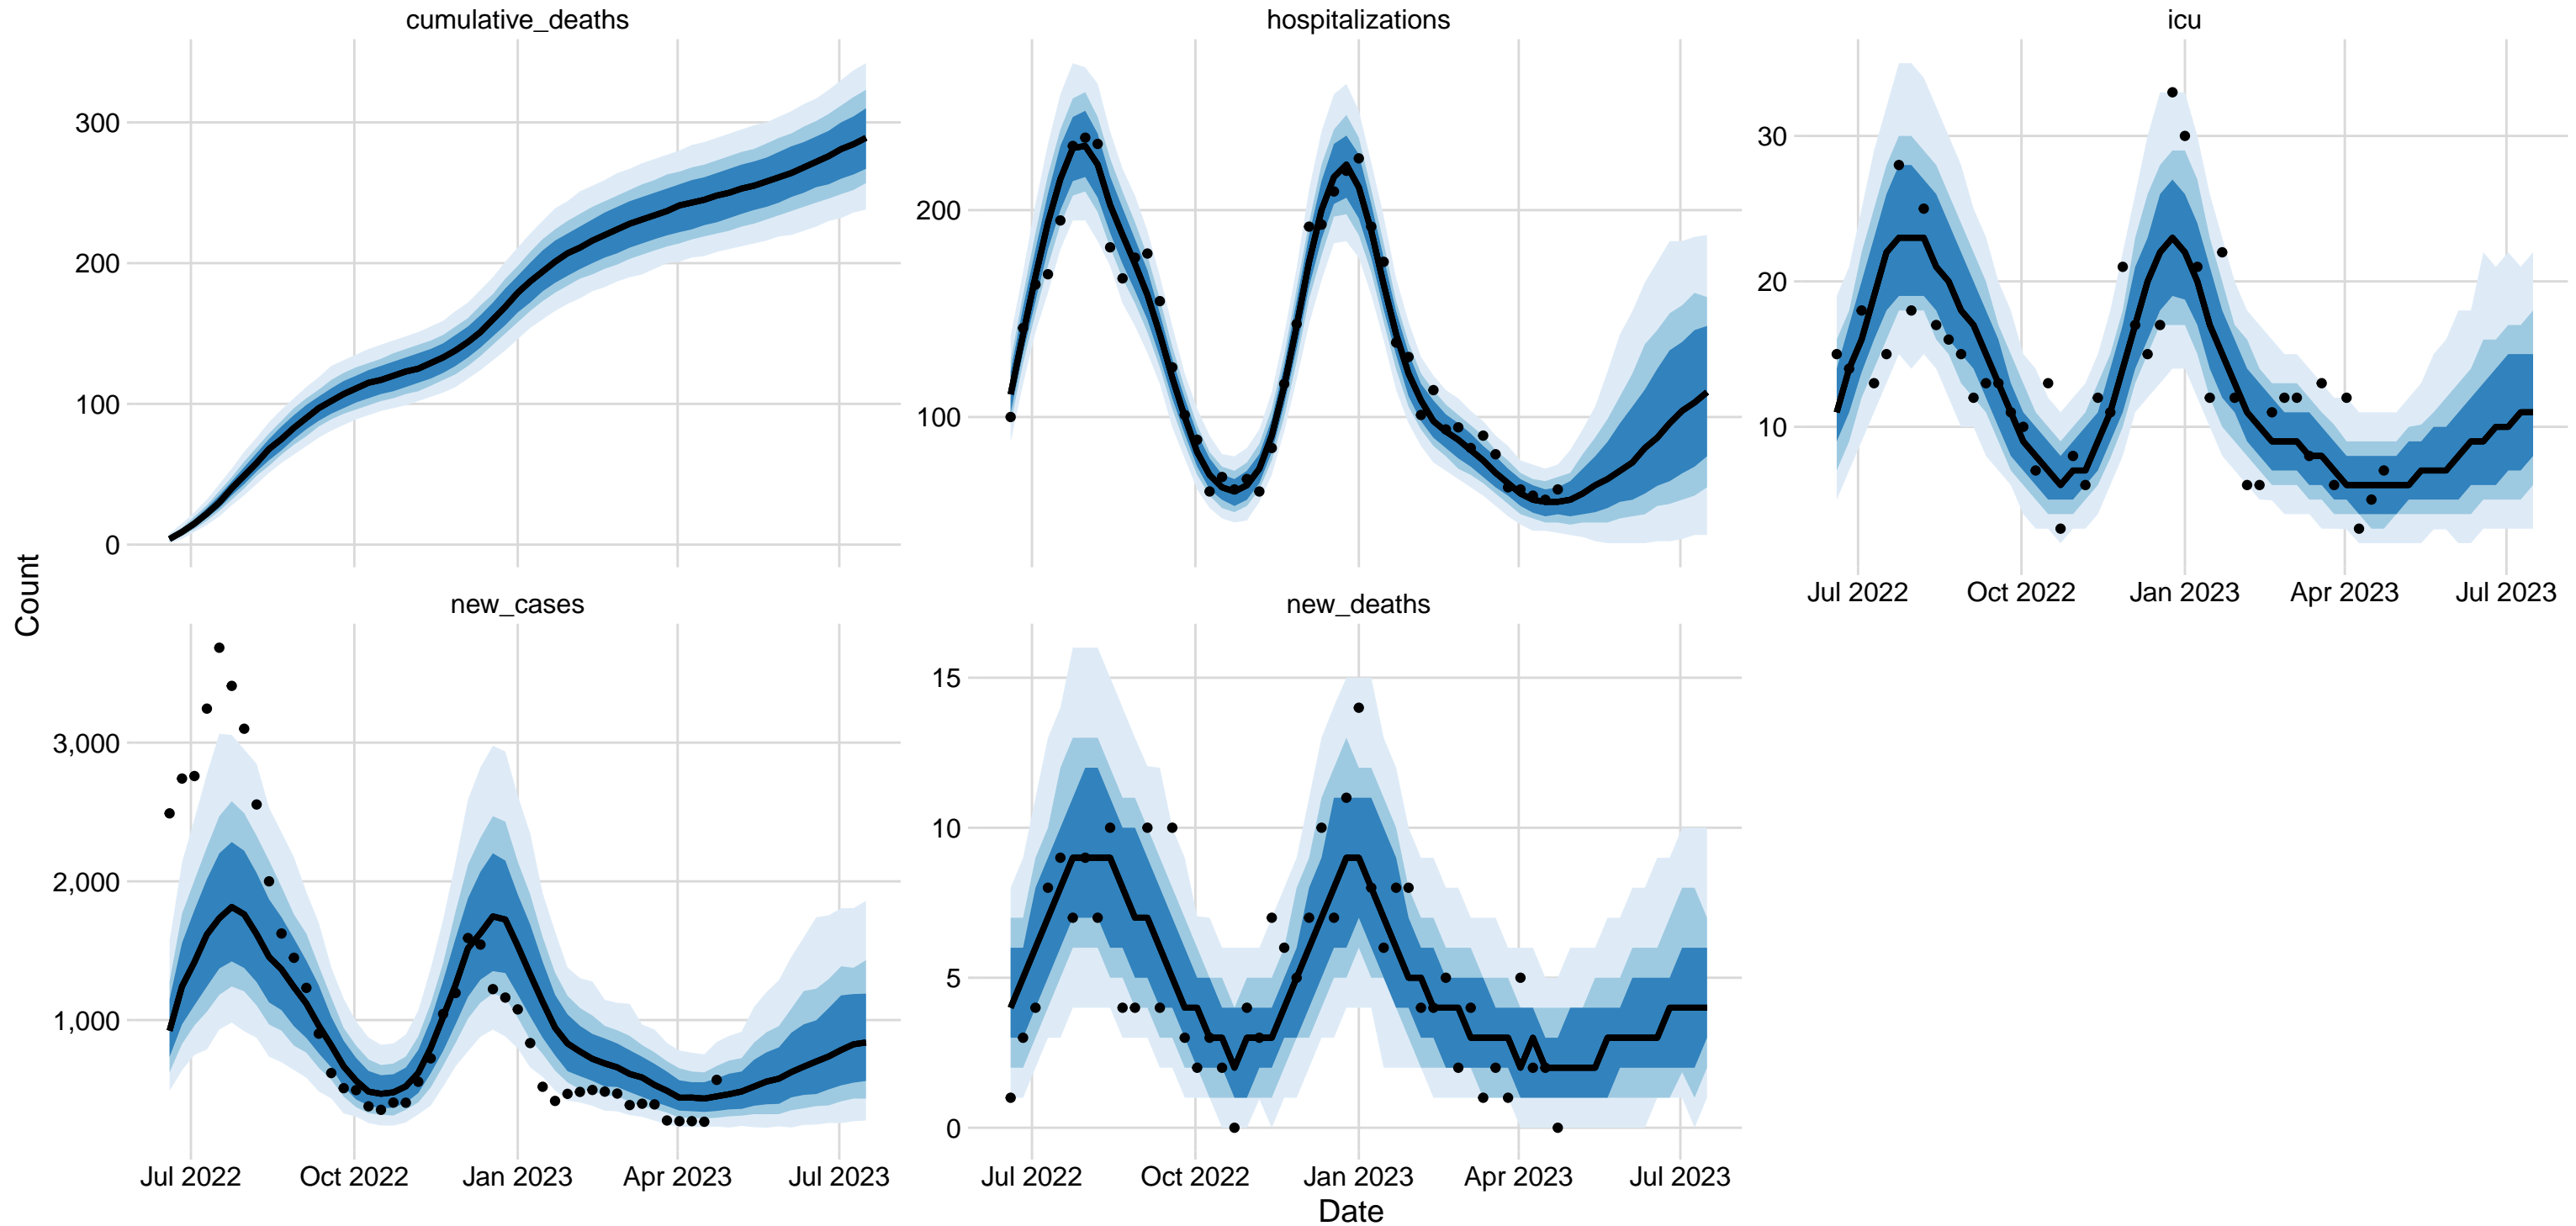 cumulative_deaths
hospitalizations
icu
300
200
100
0
200
100
30
20
10
Jul 2022
Oct 2022
Jan 2023
Apr 2023
Jul 2023
Count
new_cases
new_deaths
3,000
2,000
1,000
15
10
5
0
Jul 2022
Oct 2022
Jan 2023
Apr 2023
Jul 2023
Jul 2022
Oct 2022
Jan 2023
Apr 2023
Jul 2023
Date